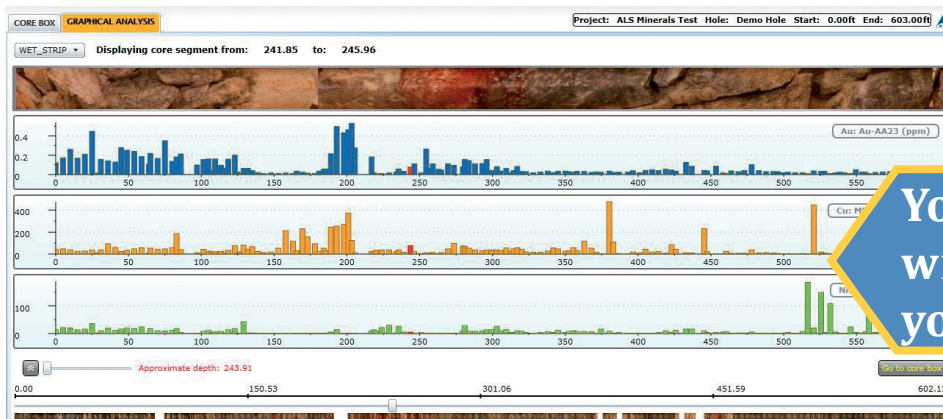 CORE BOX GRAPHICAL ANALYSIS Project: ALS Minerals Test Hole: Demo Hole Start: 0.00ft End: 603.00ft
WET_STRIP Displaying core segment from: 241.85 to: 245.96
Au: Au-AA23 (ppm)
0.4
0.2
0
0 50 100 150 200 250 300 350 400 450 500 550
Cu:
400
200
0
0 50 100 150 200 250 300 350 400 450 500
100
0
0 50 100 150 200 250 300 350 400 450 500 550
Yo
yo
Approximate depth: 243.91 Go to core box
0.00 150.53 301.06 451.59